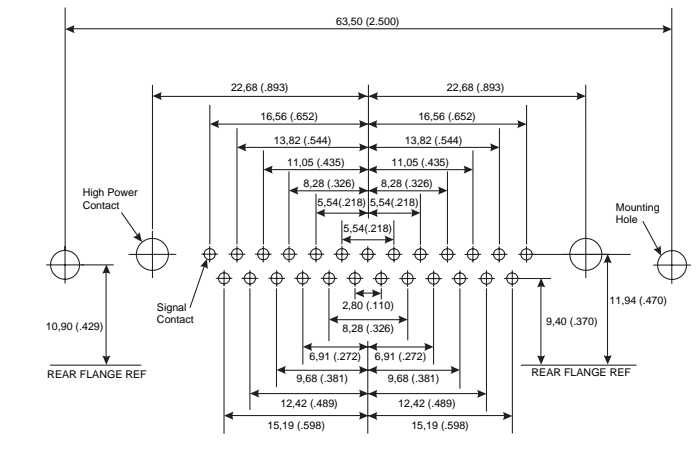 63,50 (2.500)
22,68 (.893) 22,68 (.893)
16,56 (.652) 16,56 (.652)
13,82 (.544) 13,82 (.544)
11,05 (.435) 11,05 (.435)
8,28 (.326) 8,28 (.326)
5,54(.218) 5,54(.218)
5,54(.218)
High Power
Contact
Mounting
Hole
Signal
Contact
2,80 (.110)
8,28 (.326)
10,90 (.429)
11,94 (.470)
9,40 (.370)
6,91 (.272) 6,91 (.272)
REAR FLANGE REF
REAR FLANGE REF
9,68 (.381) 9,68 (.381)
12,42 (.489) 12,42 (.489)
15,19 (.598) 15,19 (.598)